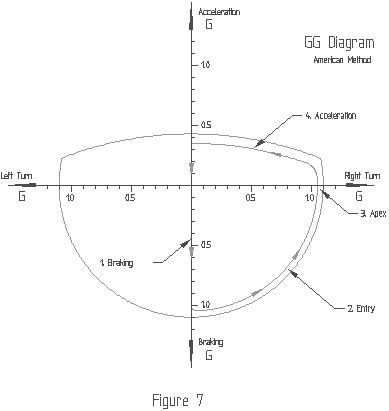 Acceleration
G
GG Diagram
American Method
1.0
0.5
4. Acceleration
Left Turn
G
1.0
0.5
0.5
1.0
Right Turn
G
3. Apex
0.5
1. Braking
1.0
2. Entry
Braking
G
Figure 7